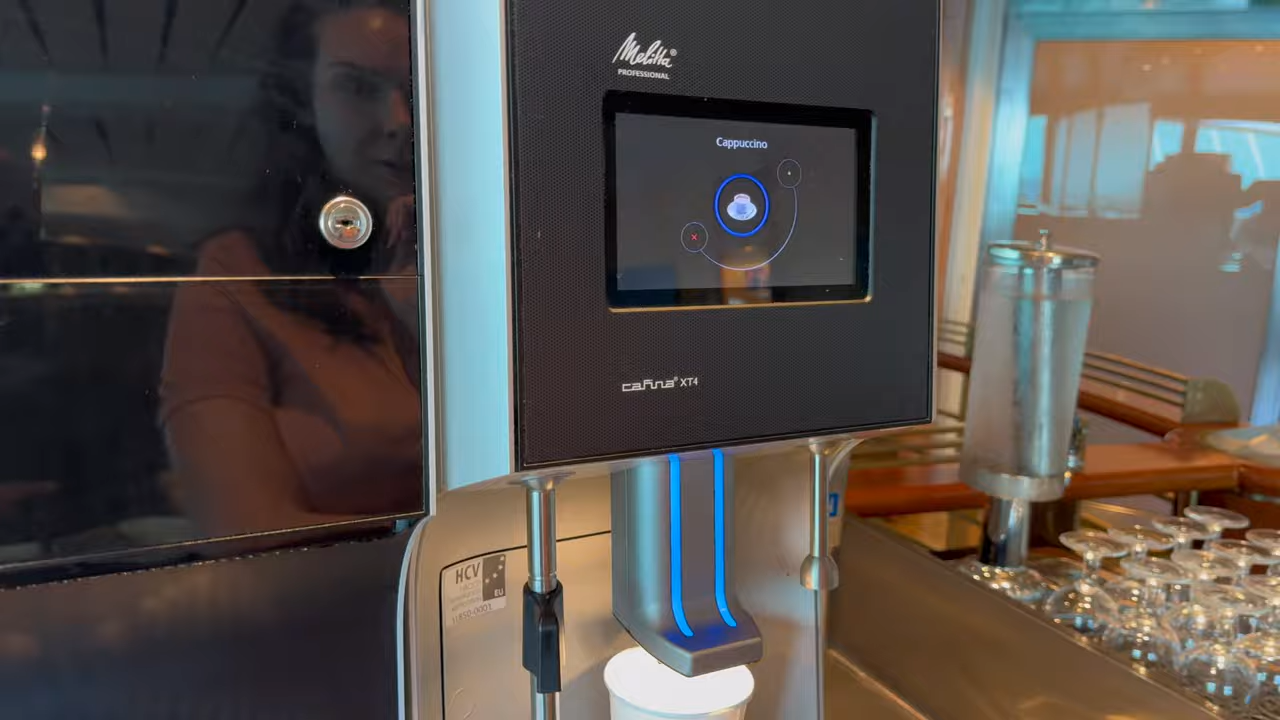 Melitta®
PROFESSIONAL
Cappuccino
cafina® XT4
HCV
EU